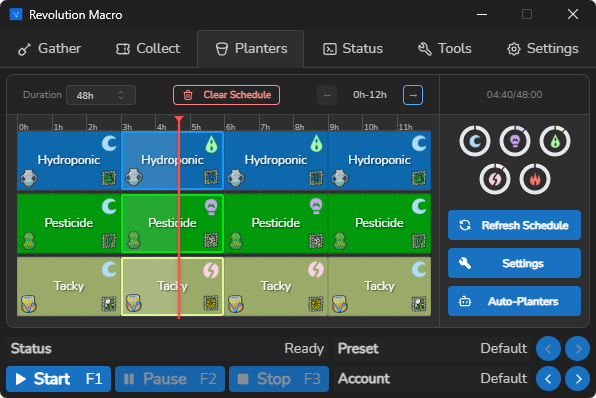 Revolution Macro
Gather Collect Planters Status Tools Settings
Duration 48h Clear Schedule 0h-12h 04:40/48:00
0h 1h 2h 3h 4h 5h 6h 7h 8h 9h 10h 11h
Hydroponic Hydroponic Hydroponic Hydroponic
Pesticide Pesticide Pesticide Pesticide
Tacky Tacky Tacky Tacky
Refresh Schedule
Settings
Auto-Planters
Status Ready Preset Default
Start F1 Pause F2 Stop F3 Account Default